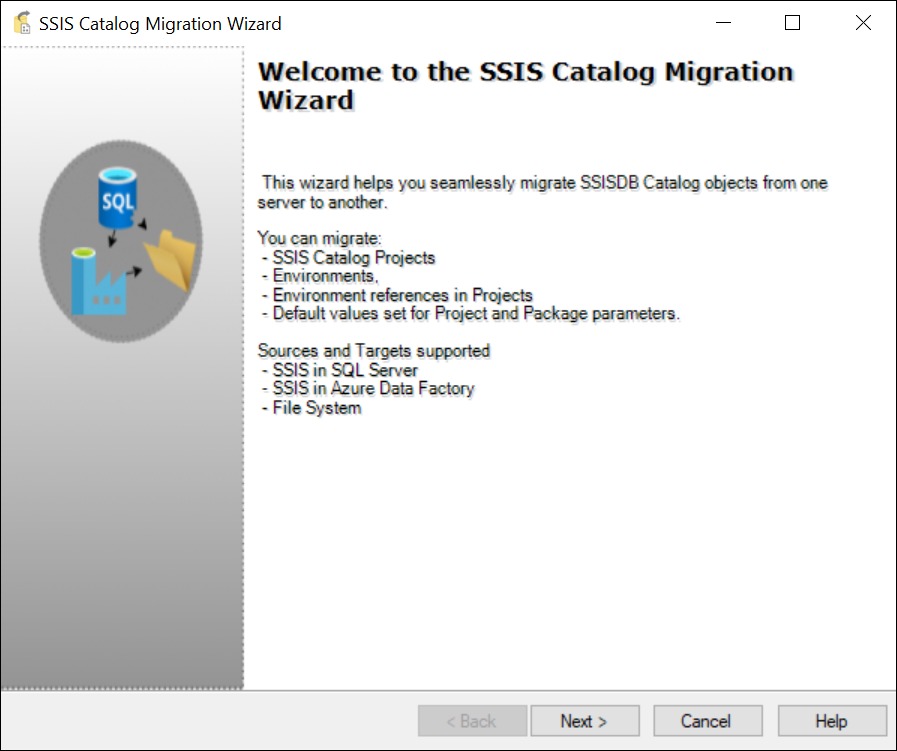 SSIS Catalog Migration Wizard
Welcome to the SSIS Catalog Migration
Wizard
SQL
This wizard helps you seamlessly migrate SSISDB Catalog objects from one
server to another.
You can migrate:
- SSIS Catalog Projects
- Environments,
- Environment references in Projects
- Default values set for Project and Package parameters.
Sources and Targets supported
- SSIS in SQL Server
- SSIS in Azure Data Factory
- File System
< Back
Next >
Cancel
Help